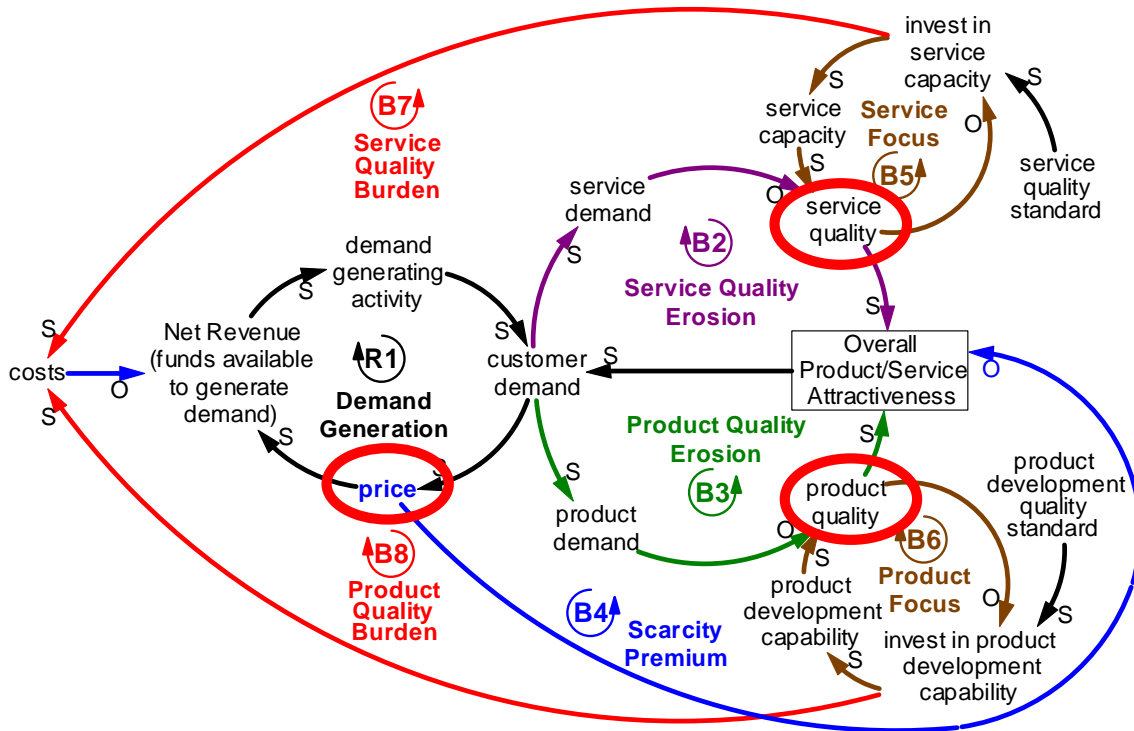 invest in
service
capacity
S
S
B7
Service
Quality
Burden
service
capacity
Service
Focus
O
S
B5
service
quality
standard
service
demand
O
service
quality
S
B2
Service Quality
Erosion
demand
generating
activity
S
S
S
S
Net Revenue
(funds available
to generate
demand)
costs
O
S
R1
Demand
Generation
customer
demand
S
Overall
Product/Service
Attractiveness
O
S
S
price
S
Product Quality
Erosion
B3
S
product
demand
O
product
quality
S
product
development
quality
standard
B6
Product
Focus
B8
Product
Quality
Burden
B4
Scarcity
Premium
product
development
capability
S
O
S
invest in product
development
capability